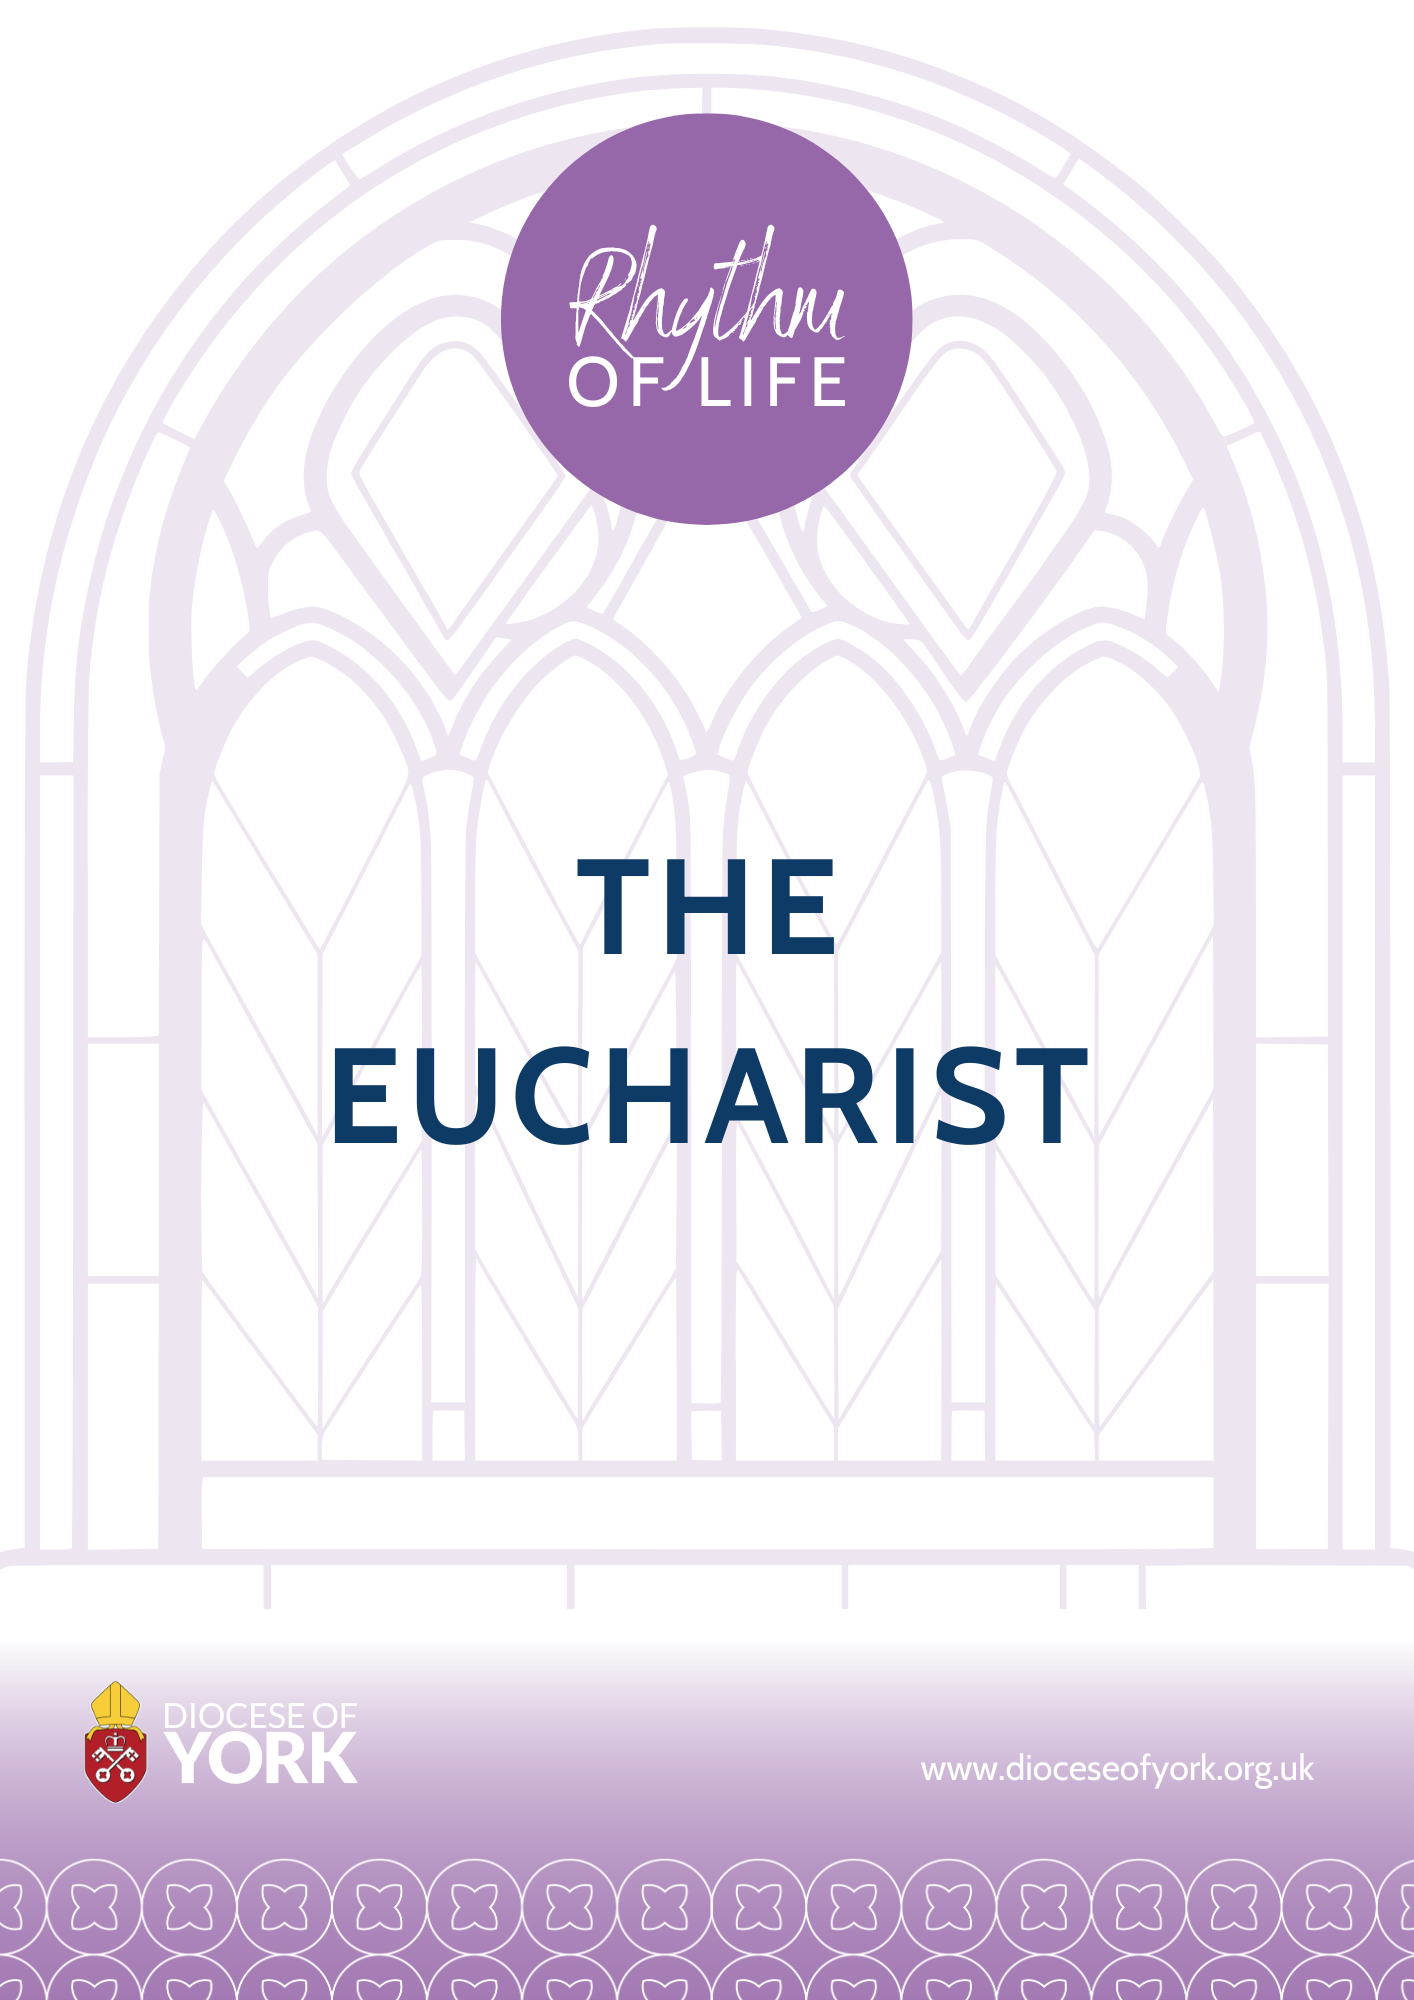 Rhythm
OF LIFE
THE
EUCHARIST
DIOCESE OF
YORK
www.dioceseofyork.org.uk